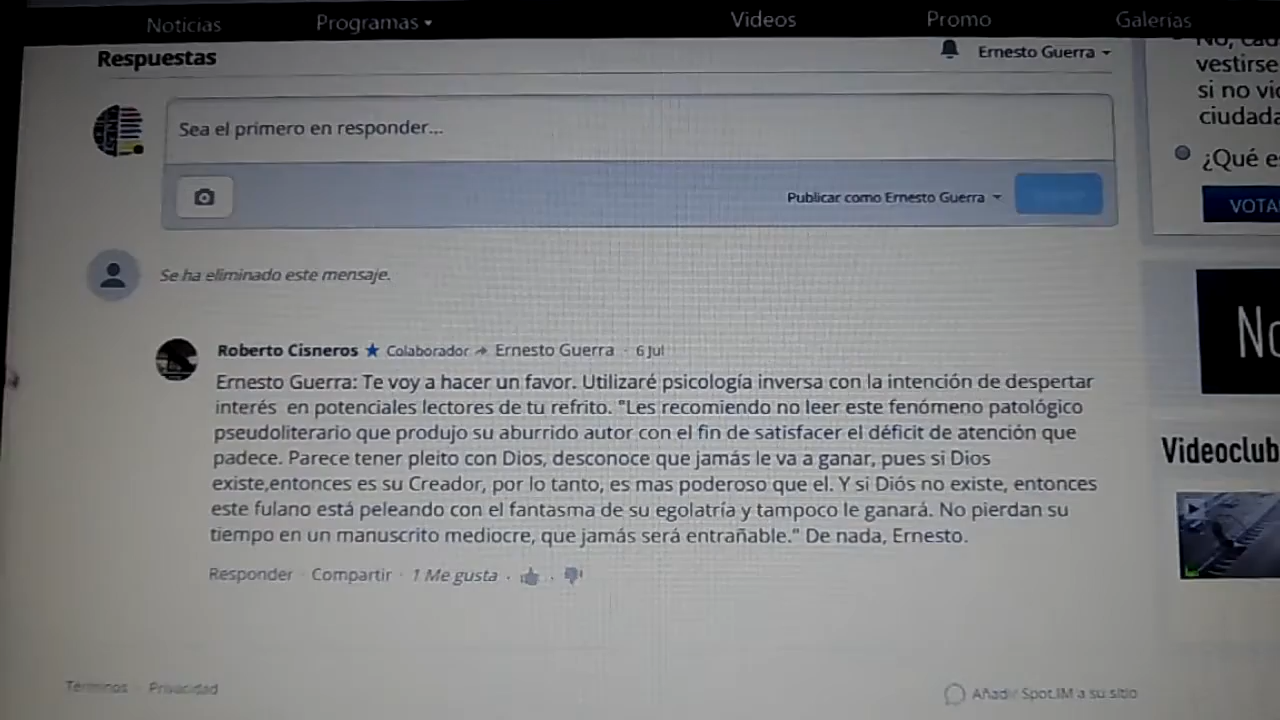 Noticias Programas Videos Promo Galerías
Respuestas
Ernesto Guerra
vestirse
si no
ciudada
¿Qué
VOTA
Sea el primero en responder...
Publicar como Ernesto Guerra
Se ha eliminado este mensaje.
Roberto Cisneros Colaborador Ernesto Guerra · 6 Jul
Ernesto Guerra: Te voy a hacer un favor. Utilizaré psicología inversa con la intención de despertar
interés en potenciales lectores de tu refrito. "Les recomiendo no leer este fenómeno patológico
pseudoliterario que produjo su aburrido autor con el fin de satisfacer el déficit de atención que
padece. Parece tener pleito con Dios, desconoce que jamás le va a ganar, pues si Dios
existe,entonces es su Creador, por lo tanto, es mas poderoso que el. Y si Diós no existe, entonces
este fulano está peleando con el fantasma de su egolatría y tampoco le ganará. No pierdan su
tiempo en un manuscrito mediocre, que jamás será entrañable." De nada, Ernesto.
Responder · Compartir · 1 Me gusta · ·
No
Videoclub
Términos · Privacidad
Añadir Spot.IM a su sitio